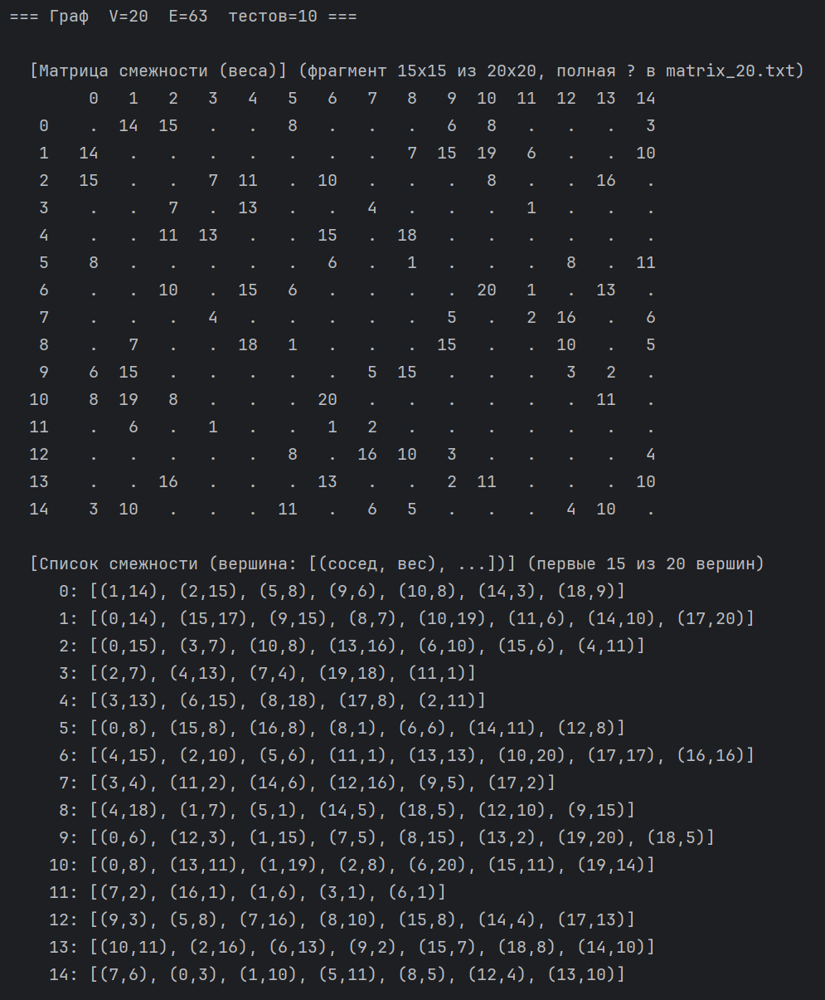 === Граф  V=20  E=63  тестов=10 ===
[Матрица смежности (веса)] (фрагмент 15x15 из 20x20, полная ? в matrix_20.txt)
0 1 2 3 4 5 6 7 8 9 10 11 12 13 14
0 . 14 15 . . 8 . . . 6 8 . . . 3
1 14 . . . . . . . 7 15 19 6 . . 10
2 15 . . 7 11 . 10 . . . 8 . . 16 .
3 . . 7 . 13 . . 4 . . . 1 . . .
4 . . 11 13 . . 15 . 18 . . . . . .
5 8 . . . . . 6 . 1 . . . 8 . 11
6 . . 10 . 15 6 . . . . 20 1 . 13 .
7 . . . 4 . . . . . 5 . 2 16 . 6
8 . 7 . . 18 1 . . . 15 . . 10 . 5
9 6 15 . . . . . 5 15 . . . 3 2 .
10 8 19 8 . . . 20 . . . . . . 11 .
11 . 6 . 1 . . 1 2 . . . . . . .
12 . . . . . 8 . 16 10 3 . . . . 4
13 . . 16 . . . 13 . . 2 11 . . . 10
14 3 10 . . . 11 . 6 5 . . . 4 10 .
[Список смежности (вершина: [(сосед, вес), ...])] (первые 15 из 20 вершин)
0: [(1,14), (2,15), (5,8), (9,6), (10,8), (14,3), (18,9)]
1: [(0,14), (15,17), (9,15), (8,7), (10,19), (11,6), (14,10), (17,20)]
2: [(0,15), (3,7), (10,8), (13,16), (6,10), (15,6), (4,11)]
3: [(2,7), (4,13), (7,4), (19,18), (11,1)]
4: [(3,13), (6,15), (8,18), (17,8), (2,11)]
5: [(0,8), (15,8), (16,8), (8,1), (6,6), (14,11), (12,8)]
6: [(4,15), (2,10), (5,6), (11,1), (13,13), (10,20), (17,17), (16,16)]
7: [(3,4), (11,2), (14,6), (12,16), (9,5), (17,2)]
8: [(4,18), (1,7), (5,1), (14,5), (18,5), (12,10), (9,15)]
9: [(0,6), (12,3), (1,15), (7,5), (8,15), (13,2), (19,20), (18,5)]
10: [(0,8), (13,11), (1,19), (2,8), (6,20), (15,11), (19,14)]
11: [(7,2), (16,1), (1,6), (3,1), (6,1)]
12: [(9,3), (5,8), (7,16), (8,10), (15,8), (14,4), (17,13)]
13: [(10,11), (2,16), (6,13), (9,2), (15,7), (18,8), (14,10)]
14: [(7,6), (0,3), (1,10), (5,11), (8,5), (12,4), (13,10)]